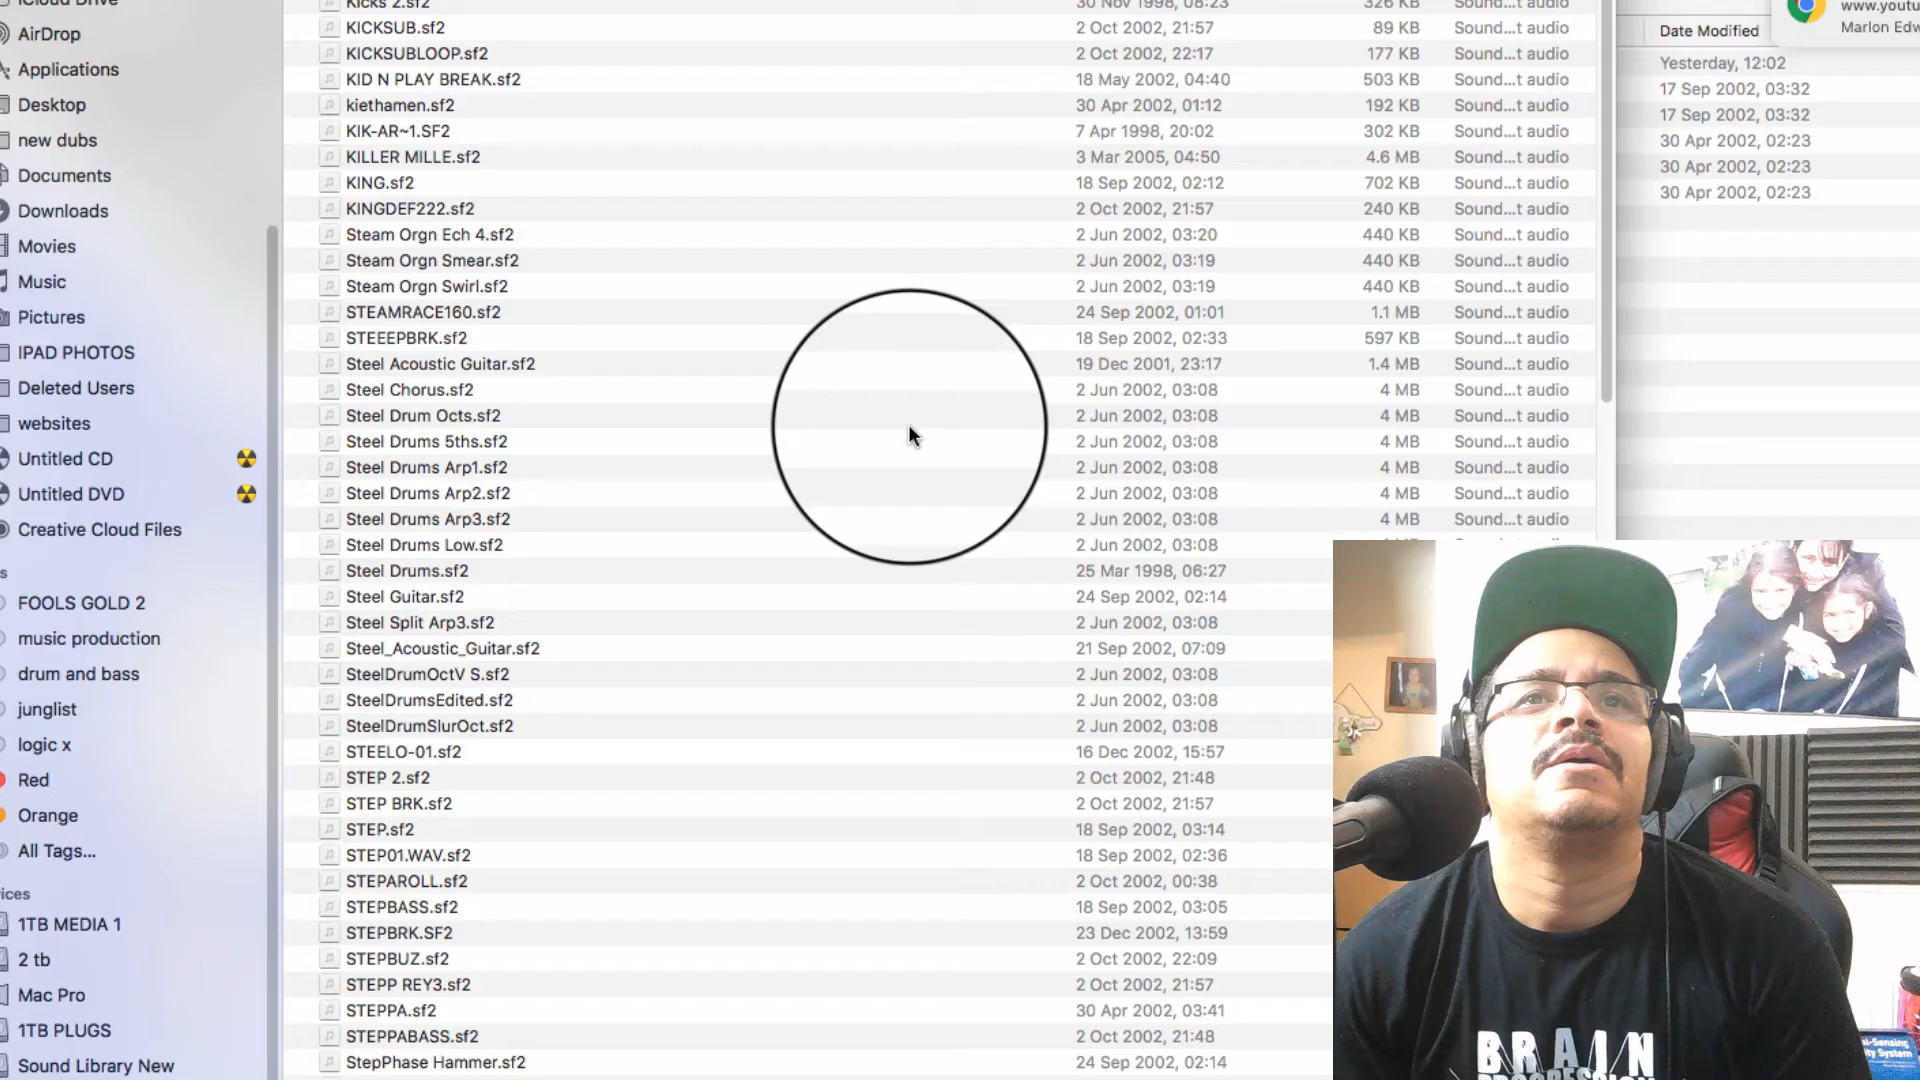 iCloud Drive
AirDrop
Applications
Desktop
new dubs
Documents
Downloads
Movies
Music
Pictures
IPAD PHOTOS
Deleted Users
websites
Untitled CD
Untitled DVD
Creative Cloud Files
s
FOOLS GOLD 2
music production
drum and bass
junglist
logic x
Red
Orange
All Tags...
ices
1TB MEDIA 1
2 tb
Mac Pro
1TB PLUGS
Sound Library New
Kicks 2.sf2 30 Nov 1998, 08:23 326 KB Sound...t audio
KICKSUB.sf2 2 Oct 2002, 21:57 89 KB Sound...t audio
KICKSUBLOOP.sf2 2 Oct 2002, 22:17 177 KB Sound...t audio
KID N PLAY BREAK.sf2 18 May 2002, 04:40 503 KB Sound...t audio
kiethamen.sf2 30 Apr 2002, 01:12 192 KB Sound...t audio
KIK-AR~1.SF2 7 Apr 1998, 20:02 302 KB Sound...t audio
KILLER MILLE.sf2 3 Mar 2005, 04:50 4.6 MB Sound...t audio
KING.sf2 18 Sep 2002, 02:12 702 KB Sound...t audio
KINGDEF222.sf2 2 Oct 2002, 21:57 240 KB Sound...t audio
Steam Orgn Ech 4.sf2 2 Jun 2002, 03:20 440 KB Sound...t audio
Steam Orgn Smear.sf2 2 Jun 2002, 03:19 440 KB Sound...t audio
Steam Orgn Swirl.sf2 2 Jun 2002, 03:19 440 KB Sound...t audio
STEAMRACE160.sf2 24 Sep 2002, 01:01 1.1 MB Sound...t audio
STEEEPBRK.sf2 18 Sep 2002, 02:33 597 KB Sound...t audio
Steel Acoustic Guitar.sf2 19 Dec 2001, 23:17 1.4 MB Sound...t audio
Steel Chorus.sf2 2 Jun 2002, 03:08 4 MB Sound...t audio
Steel Drum Octs.sf2 2 Jun 2002, 03:08 4 MB Sound...t audio
Steel Drums 5ths.sf2 2 Jun 2002, 03:08 4 MB Sound...t audio
Steel Drums Arp1.sf2 2 Jun 2002, 03:08 4 MB Sound...t audio
Steel Drums Arp2.sf2 2 Jun 2002, 03:08 4 MB Sound...t audio
Steel Drums Arp3.sf2 2 Jun 2002, 03:08 4 MB Sound...t audio
Steel Drums Low.sf2 2 Jun 2002, 03:08
Steel Drums.sf2 25 Mar 1998, 06:27
Steel Guitar.sf2 24 Sep 2002, 02:14
Steel Split Arp3.sf2 2 Jun 2002, 03:08
Steel_Acoustic_Guitar.sf2 21 Sep 2002, 07:09
SteelDrumOctV S.sf2 2 Jun 2002, 03:08
SteelDrumsEdited.sf2 2 Jun 2002, 03:08
SteelDrumSlurOct.sf2 2 Jun 2002, 03:08
STEELO-01.sf2 16 Dec 2002, 15:57
STEP 2.sf2 2 Oct 2002, 21:48
STEP BRK.sf2 2 Oct 2002, 21:57
STEP.sf2 18 Sep 2002, 03:14
STEP01.WAV.sf2 18 Sep 2002, 02:36
STEPAROLL.sf2 2 Oct 2002, 00:38
STEPBASS.sf2 18 Sep 2002, 03:05
STEPBRK.SF2 23 Dec 2002, 13:59
STEPBUZ.sf2 2 Oct 2002, 22:09
STEPP REY3.sf2 2 Oct 2002, 21:57
STEPPA.sf2 30 Apr 2002, 03:41
STEPPABASS.sf2 2 Oct 2002, 21:48
StepPhase Hammer.sf2 24 Sep 2002, 02:14
www.youtu
Marlon Edw
Date Modified
Yesterday, 12:02
17 Sep 2002, 03:32
17 Sep 2002, 03:32
30 Apr 2002, 02:23
30 Apr 2002, 02:23
30 Apr 2002, 02:23
BRAIN
PROGRESSION